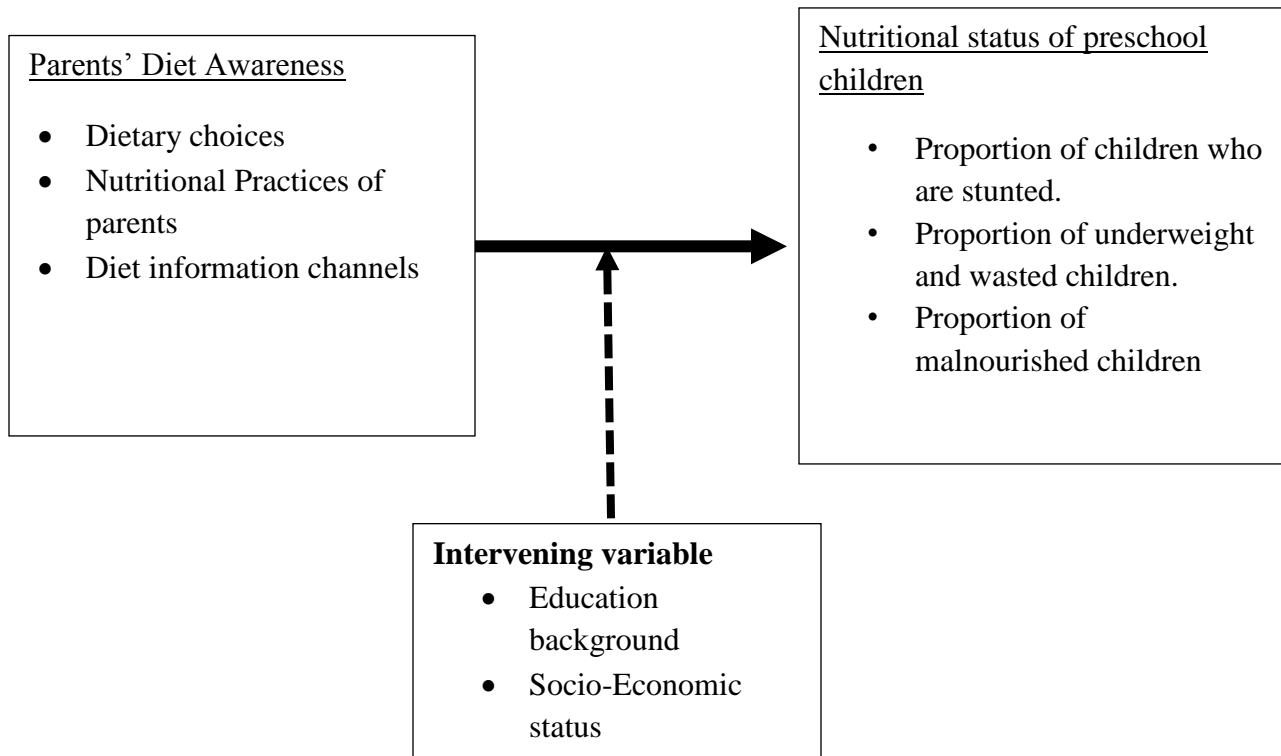 Parents’ Diet Awareness
• Dietary choices
• Nutritional Practices of
parents
• Diet information channels
Nutritional status of preschool
children
• Proportion of children who
are stunted.
• Proportion of underweight
and wasted children.
• Proportion of
malnourished children
Intervening variable
• Education
background
• Socio-Economic
status